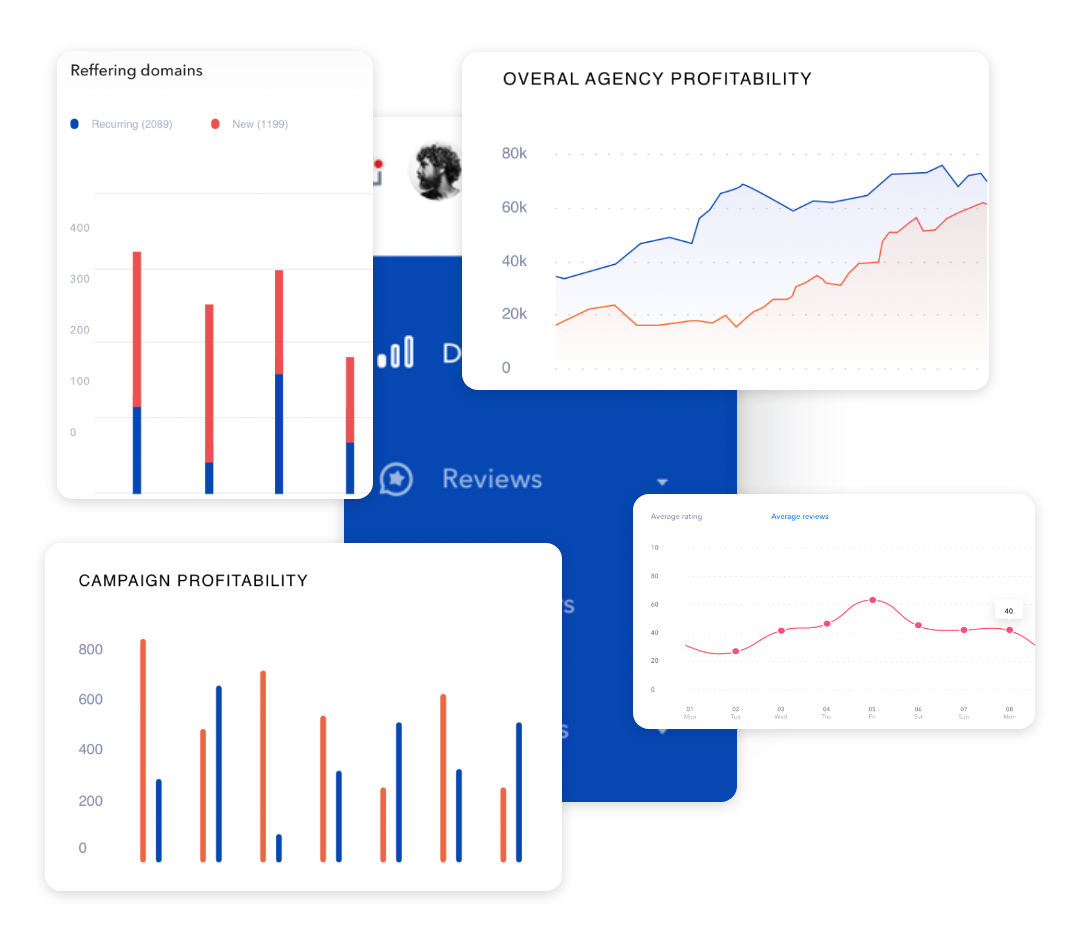 Reffering domains
Recurring (2089) New (1199)
400
300
200
100
0
OVERAL AGENCY PROFITABILITY
80k
60k
40k
20k
0
D
Reviews
rs
s
Average rating Average reviews
10
80
60
40
20
0
40
01 02 03 04 05 06 07 08
Mon Tue Wed Thu Fri Sat Sun Mon
CAMPAIGN PROFITABILITY
800
600
400
200
0